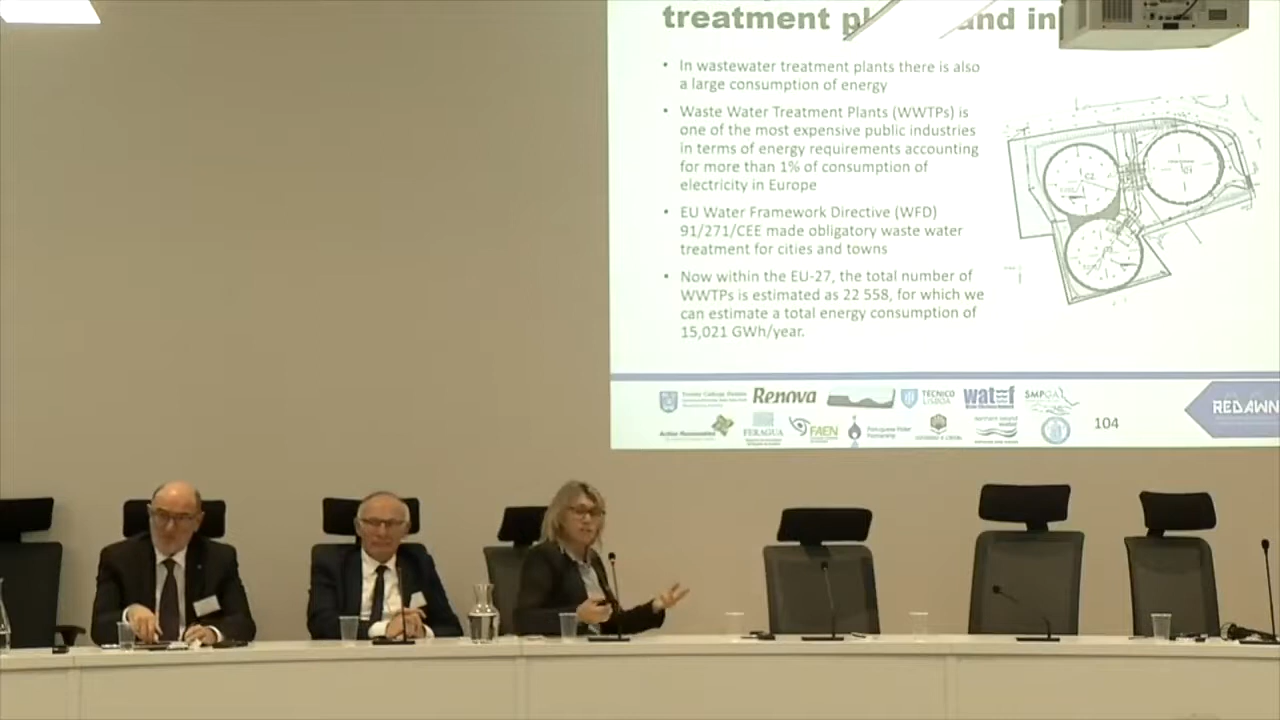 treatment pl and in
• In wastewater treatment plants there is also
a large consumption of energy
• Waste Water Treatment Plants (WWTPs) is
one of the most expensive public industries
in terms of energy requirements accounting
for more than 1% of consumption of
electricity in Europe
• EU Water Framework Directive (WFD)
91/271/CEE made obligatory waste water
treatment for cities and towns
• Now within the EU-27, the total number of
WWTPs is estimated as 22 558, for which we
can estimate a total energy consumption of
15,021 GWh/year.
Renova
TECNICO
LISBOA
SMPGA
FERAGUA
FAEN
104
REDAWN